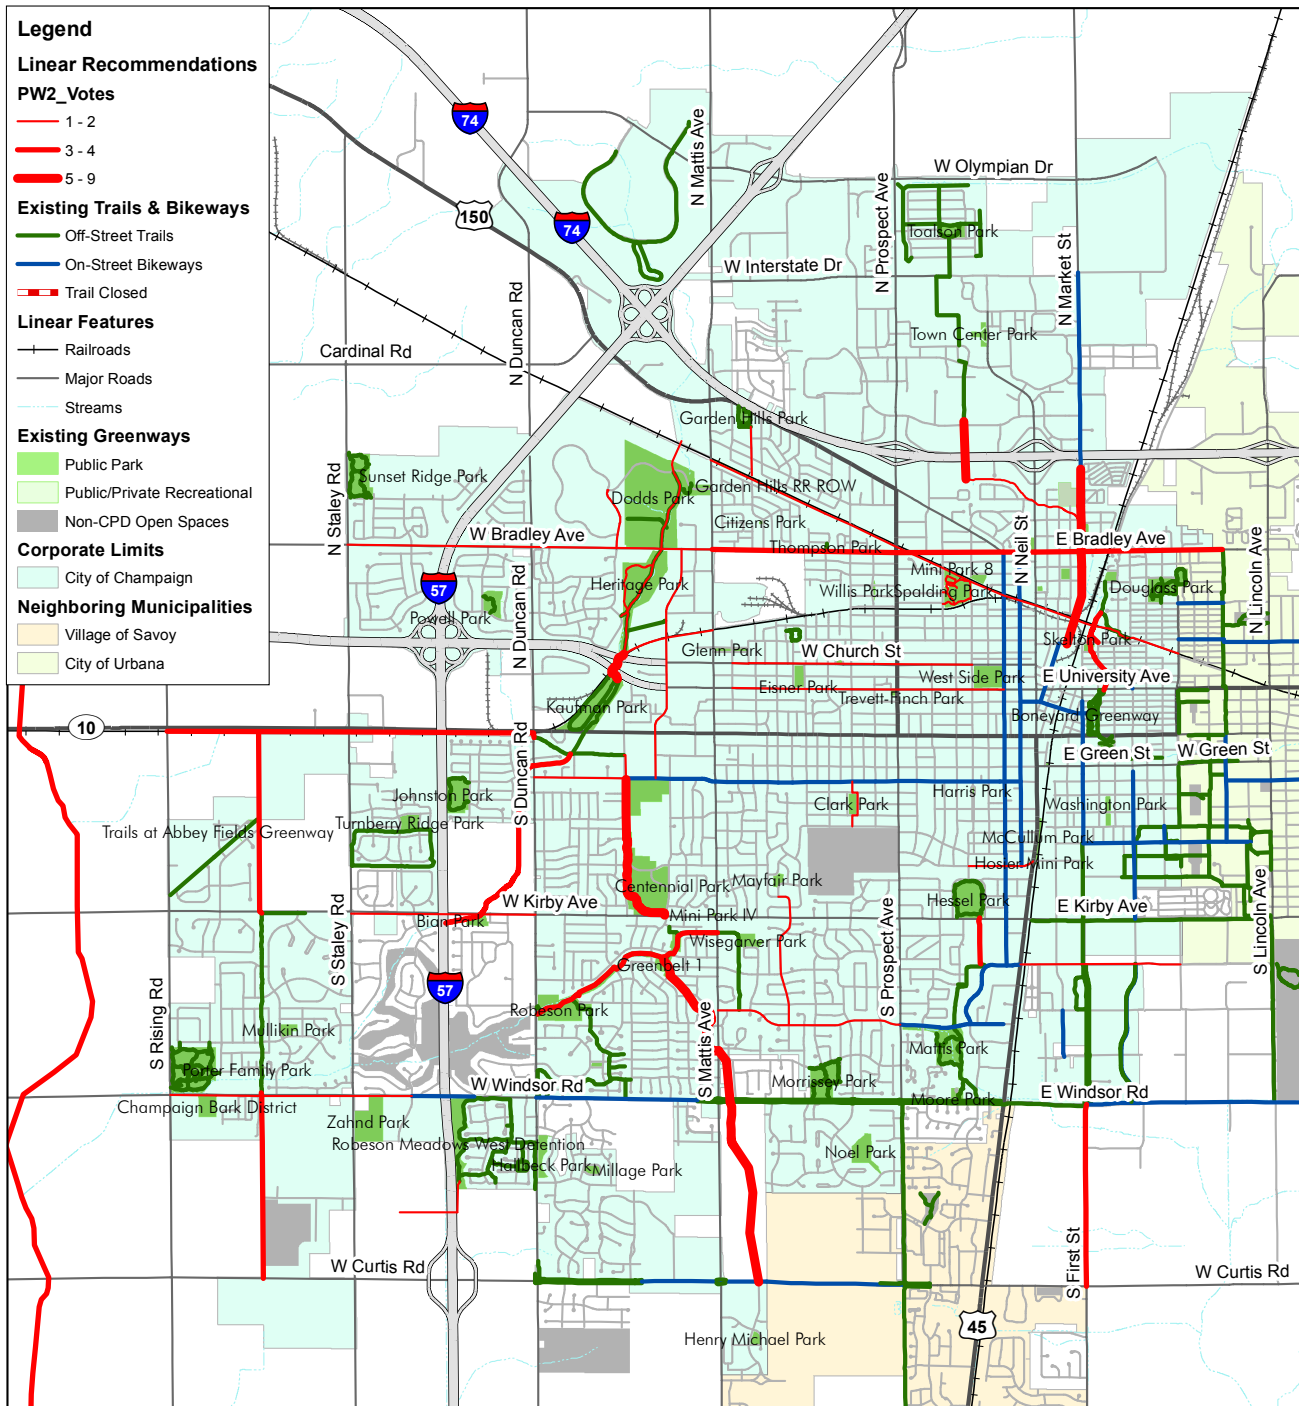 Legend
Linear Recommendations
PW2_Votes
1 - 2
3 - 4
5 - 9
Existing Trails & Bikeways
Off-Street Trails
On-Street Bikeways
Trail Closed
Linear Features
Railroads
Major Roads
Streams
Existing Greenways
Public Park
Public/Private Recreational
Non-CPD Open Spaces
Corporate Limits
City of Champaign
Neighboring Municipalities
Village of Savoy
City of Urbana
74
N Mattis Ave
W Olympian Dr
N Prospect Ave
150
74
Toalson Park
N Market St
W Interstate Dr
N Duncan Rd
Town Center Park
Cardinal Rd
Garden Hills Park
N Staley Rd
Sunset Ridge Park
Garden Hills RR ROW
Dodds Park
Citizens Park
N Neil St
W Bradley Ave
E Bradley Ave
Thompson Park
N Lincoln Ave
57
N Duncan Rd
Mini Park 8
Heritage Park
Willis Park
Spalding Park
Douglass Park
Powell Park
Skelton Park
Glenn Park
W Church St
West Side Park
E University Ave
Eisner Park
Trevett-Finch Park
Kaufman Park
Boneyard Greenway
10
S Duncan Rd
E Green St
W Green St
Johnston Park
Harris Park
Clark Park
Washington Park
Trails at Abbey Fields Greenway
Turnberry Ridge Park
McCullum Park
Hosier Mini Park
Mayfair Park
Centennial Park
Hessel Park
W Kirby Ave
E Kirby Ave
Bian Park
Mini Park IV
S Staley Rd
S Prospect Ave
S Lincoln Ave
Wisegarver Park
Greenbelt 1
57
Robeson Park
S Rising Rd
Mullikin Park
S Mattis Ave
Mattis Park
Porter Family Park
W Windsor Rd
Morrissey Park
E Windsor Rd
Moore Park
Champaign Bark District
Zahnd Park
Robeson Meadows West Detention
Noel Park
Hallbeck Park
Millage Park
S First St
W Curtis Rd
W Curtis Rd
45
Henry Michael Park